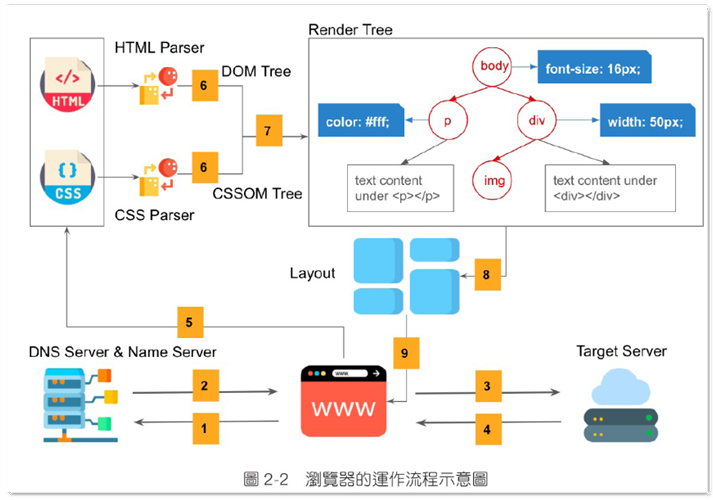 HTML Parser
Render Tree
</>
HTML
6
DOM Tree
body
font-size: 16px;
7
color: #fff;
p
div
width: 50px;
{}
CSS
6
CSSOM Tree
CSS Parser
text content
under <p></p>
img
text content under
<div></div>
Layout
8
5
9
DNS Server & Name Server
Target Server
2
www
WWW
3
1
4
圖 2-2 瀏覽器的運作流程示意圖